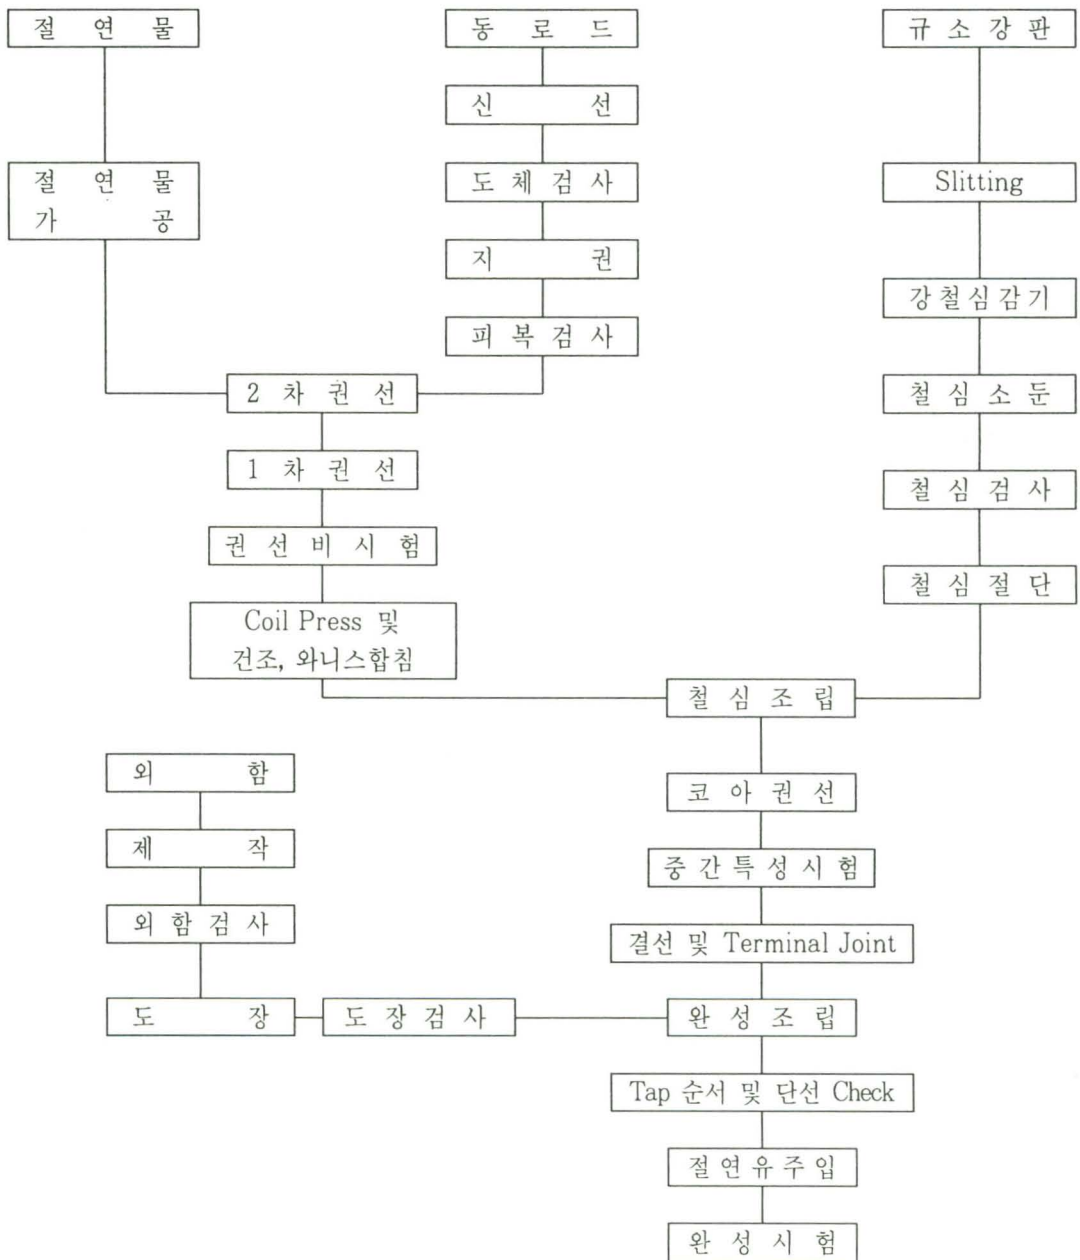 절 연 물
동 로 드
규 소 강 판
신 선
절 연 물
가 공
도 체 검 사
Slitting
지 권
강철심감기
피 복 검 사
2 차 권 선
철 심 소 둔
1 차 권 선
철 심 검 사
권 선 비 시 험
철 심 절 단
Coil Press 및
건조, 와니스합침
철 심 조 립
외 함
코 아 권 선
제 작
중 간 특 성 시 험
외 함 검 사
결선 및 Terminal Joint
도 장
도 장 검 사
완 성 조 립
Tap 순서 및 단선 Check
절 연 유 주 입
완 성 시 험